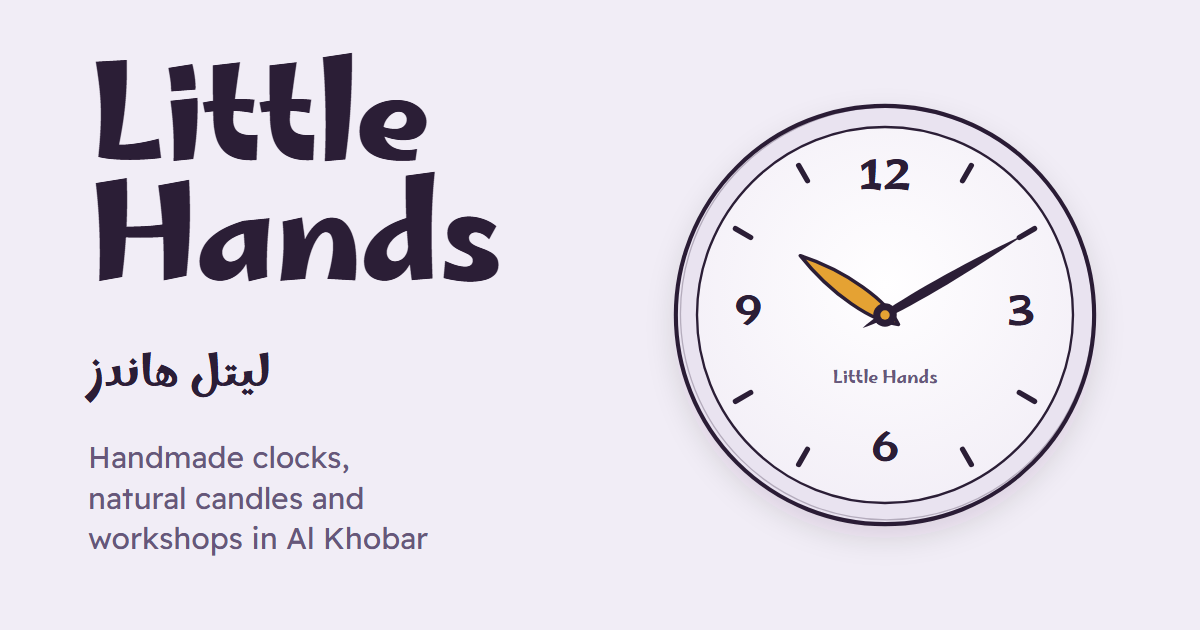 Little
Hands
ليتل هاندز
Handmade clocks,
natural candles and
workshops in Al Khobar
12
9
3
Little Hands
6